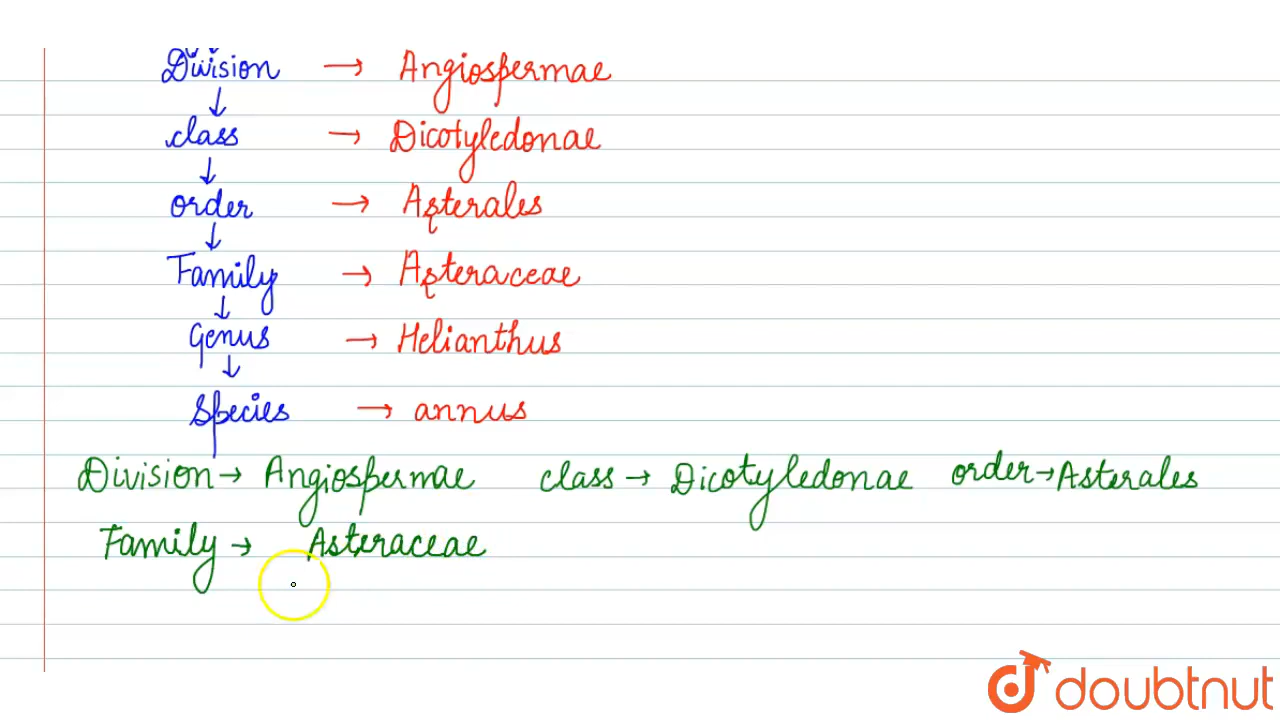 Division → Angiospermae
↓
class → Dicotyledonae
↓
order → Asterales
↓
Family → Asteraceae
↓
Genus → Helianthus
↓
Species → annus
Division → Angiospermae class → Dicotyledonae order → Asterales
Family → Asteraceae
doubtnut